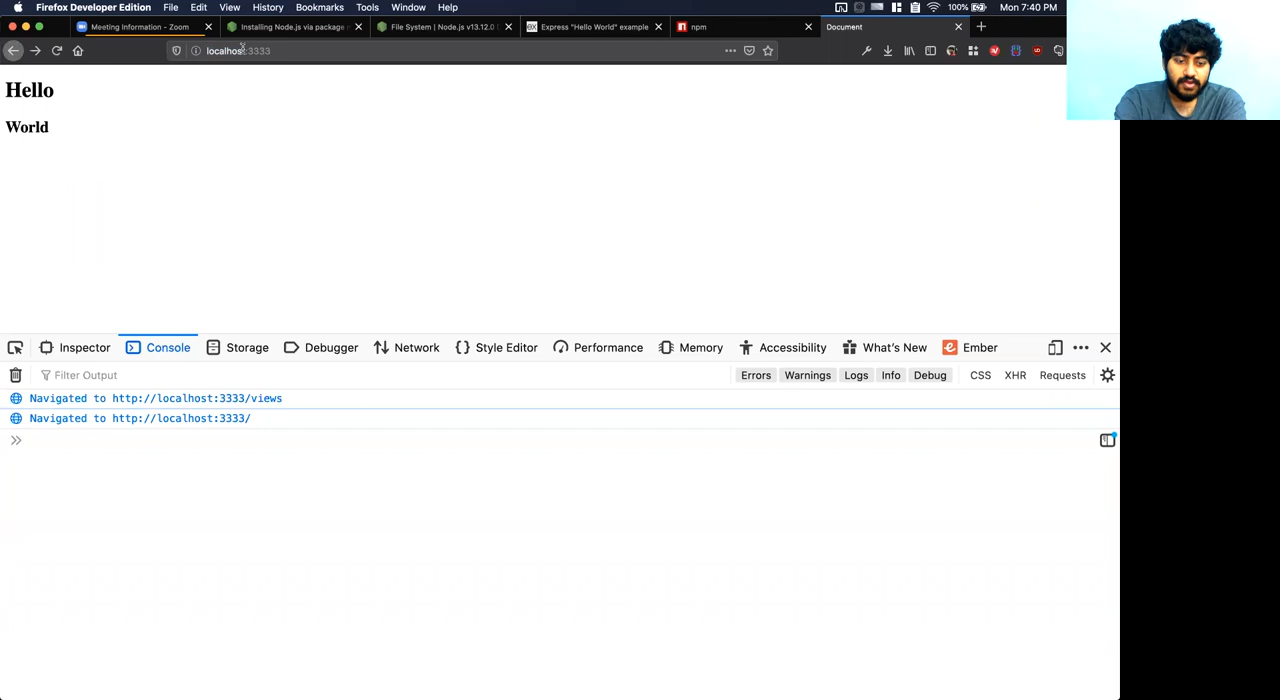 Firefox Developer Edition File Edit View History Bookmarks Tools Window Help 100% Mon 7:40 PM
Meeting Information - Zoom Installing Node.js via package File System | Node.js v13.12.0 Express "Hello World" example npm Document
localhost:3333
Hello
World
Inspector Console Storage Debugger Network Style Editor Performance Memory Accessibility What's New Ember
Filter Output Errors Warnings Logs Info Debug CSS XHR Requests
Navigated to http://localhost:3333/views
Navigated to http://localhost:3333/